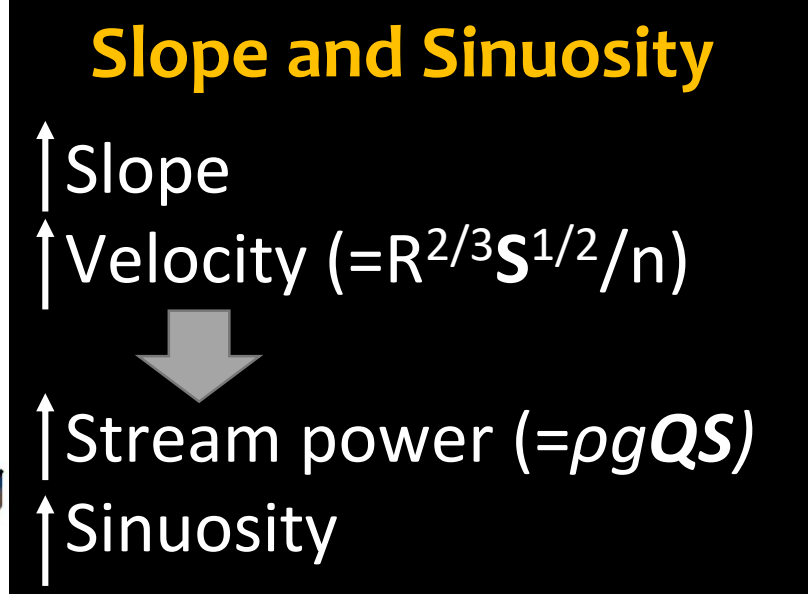 Slope and Sinuosity
↑Slope
↑Velocity (=R²/³S¹/²/n)
↑Stream power (=ρgQS)
↑Sinuosity